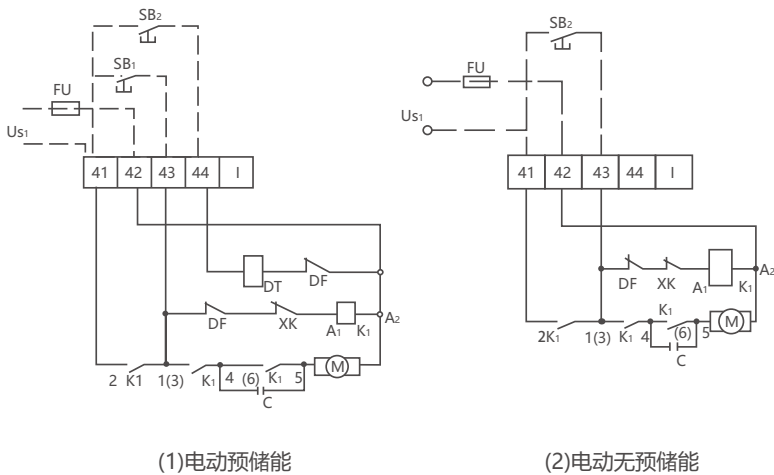 SB2
SB1
FU
Us1
41 42 43 44 I
DT DF
DF XK A1 K1 A2
2 K1 1(3) K1 4 (6) K1 5 M
C
(1)电动预储能
SB2
FU
Us1
41 42 43 44 I
DF XK A1 K1 A2
K1
2K1 1(3) K1 4 (6) 5 M
C
(2)电动无预储能